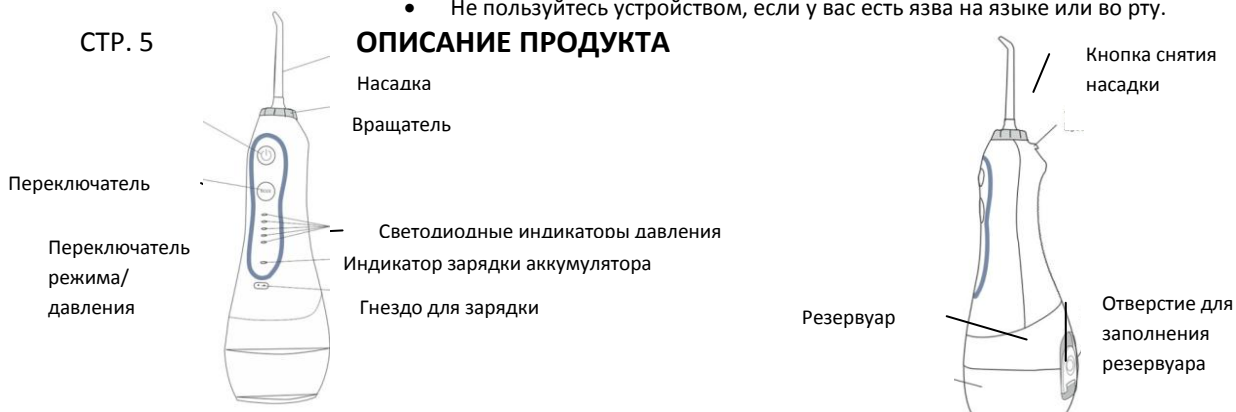 • Не пользуйтесь устройством, если у вас есть язва на языке или во рту.
СТР. 5
ОПИСАНИЕ ПРОДУКТА
Насадка
Вращатель
Переключатель
Переключатель
режима/
давления
Светодиодные индикаторы давления
Индикатор зарядки аккумулятора
Гнездо для зарядки
Кнопка снятия
насадки
Резервуар
Отверстие для
заполнения
резервуара